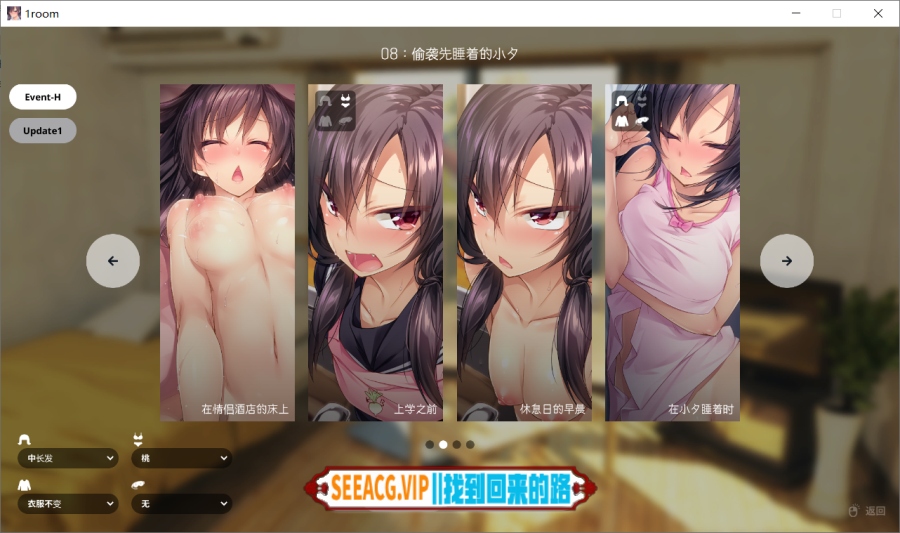 1room
08：偷袭先睡着的小夕
Event-H
Update1
在情侣酒店的床上
上学之前
休息日的早晨
在小夕睡着时
中长发
桃
衣服不变
无
SEEACG.VIP||找到回来的路
返回